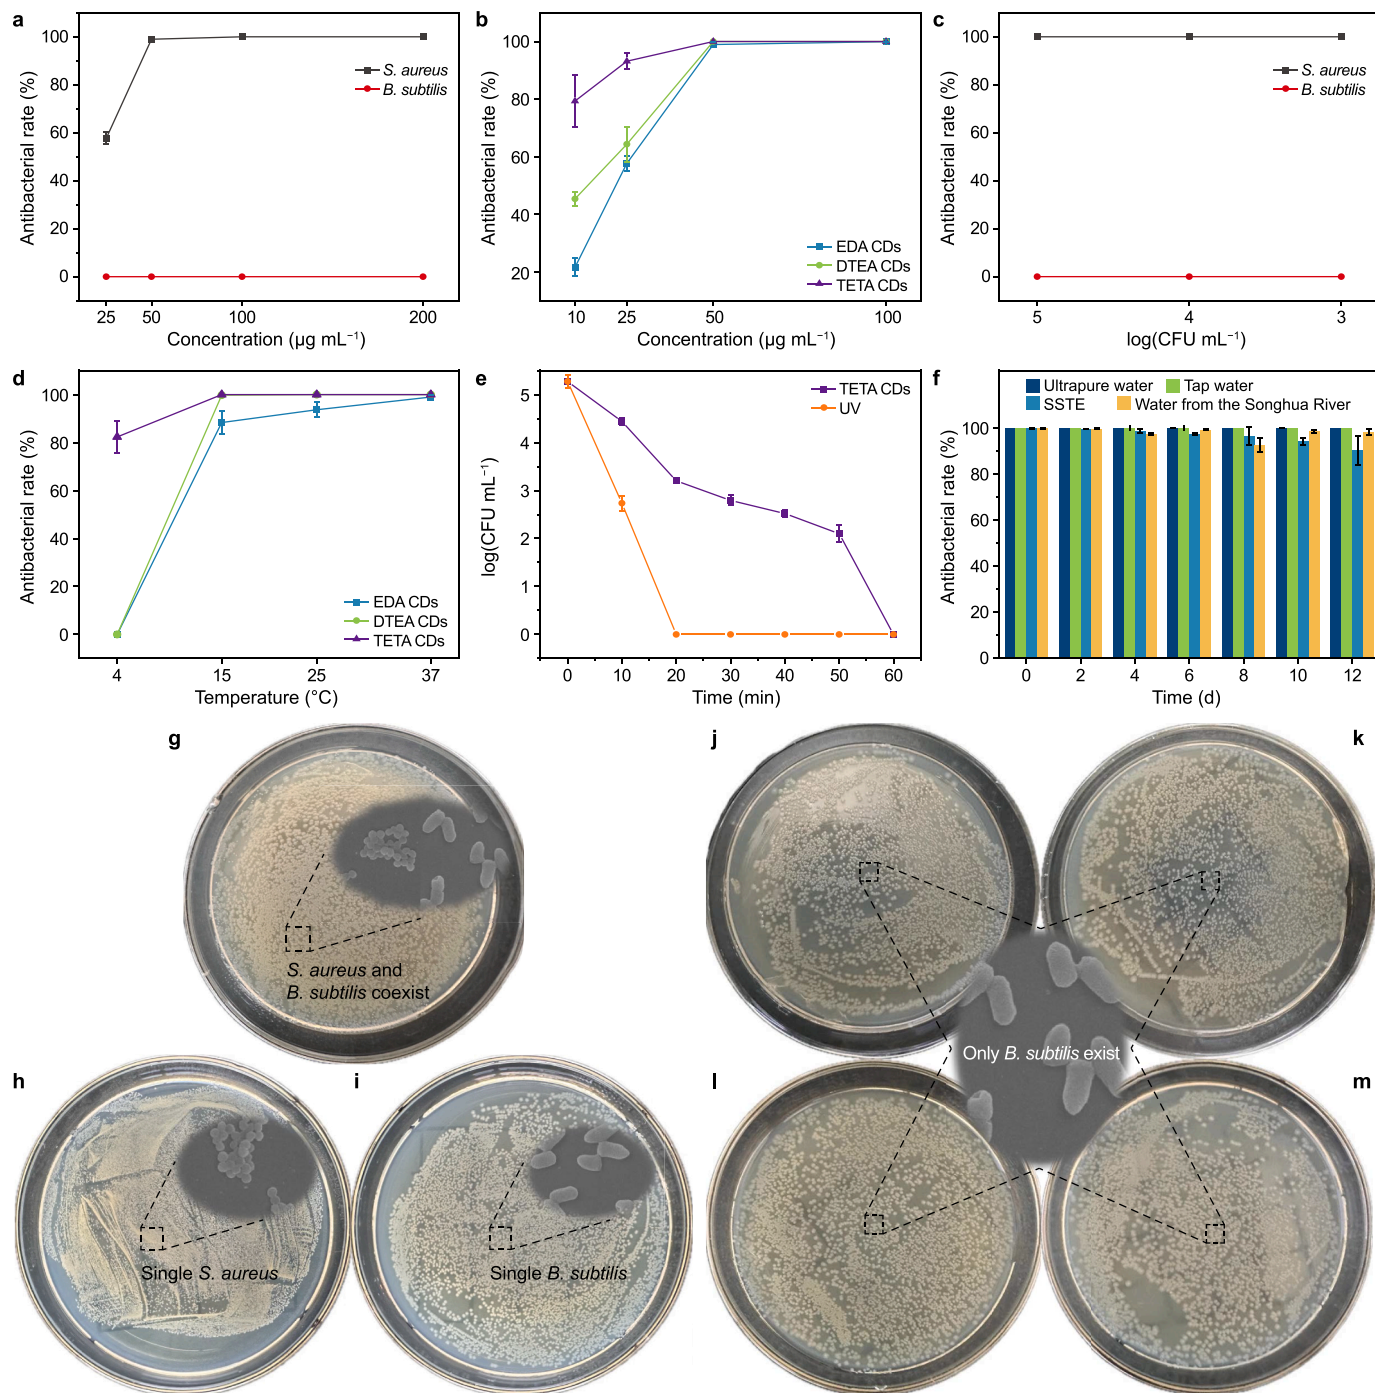 a
Antibacterial rate (%)
100
80
60
40
20
0
S. aureus
B. subtilis
25
50
100
200
Concentration (µg mL⁻¹)
b
Antibacterial rate (%)
100
80
60
40
20
EDA CDs
DTEA CDs
TETA CDs
10
25
50
100
Concentration (µg mL⁻¹)
c
Antibacterial rate (%)
100
80
60
40
20
0
S. aureus
B. subtilis
5
4
3
log(CFU mL⁻¹)
d
Antibacterial rate (%)
100
80
60
40
20
0
EDA CDs
DTEA CDs
TETA CDs
4
15
25
37
Temperature (°C)
e
log(CFU mL⁻¹)
5
4
3
2
1
0
TETA CDs
UV
0
10
20
30
40
50
60
Time (min)
f
Antibacterial rate (%)
100
80
60
40
20
0
Ultrapure water
Tap water
SSTE
Water from the Songhua River
0
2
4
6
8
10
12
Time (d)
g
S. aureus and
B. subtilis coexist
h
Single S. aureus
i
Single B. subtilis
j
k
Only B. subtilis exist
l
m